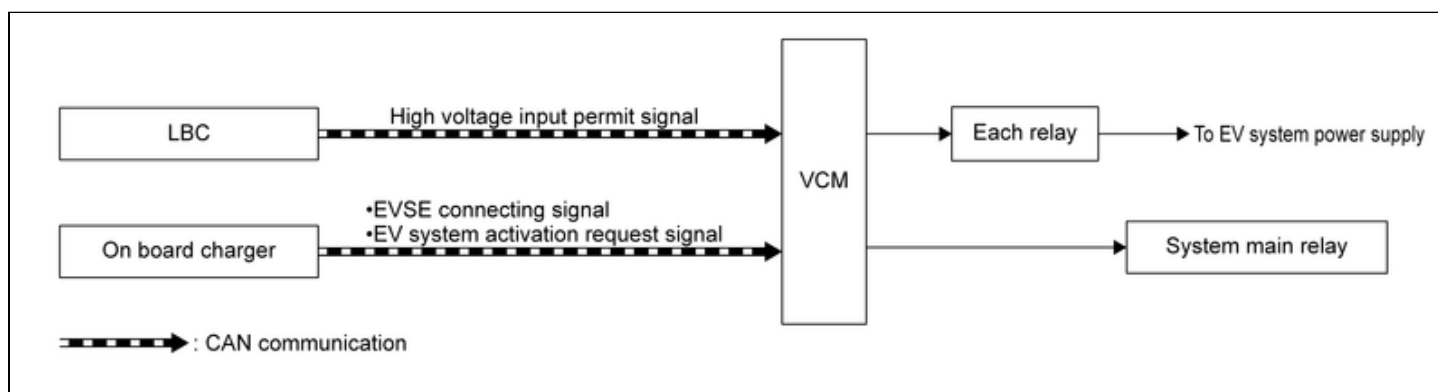 High voltage input permit signal
LBC
•EVSE connecting signal
•EV system activation request signal
On board charger
VCM
Each relay
To EV system power supply
System main relay
: CAN communication